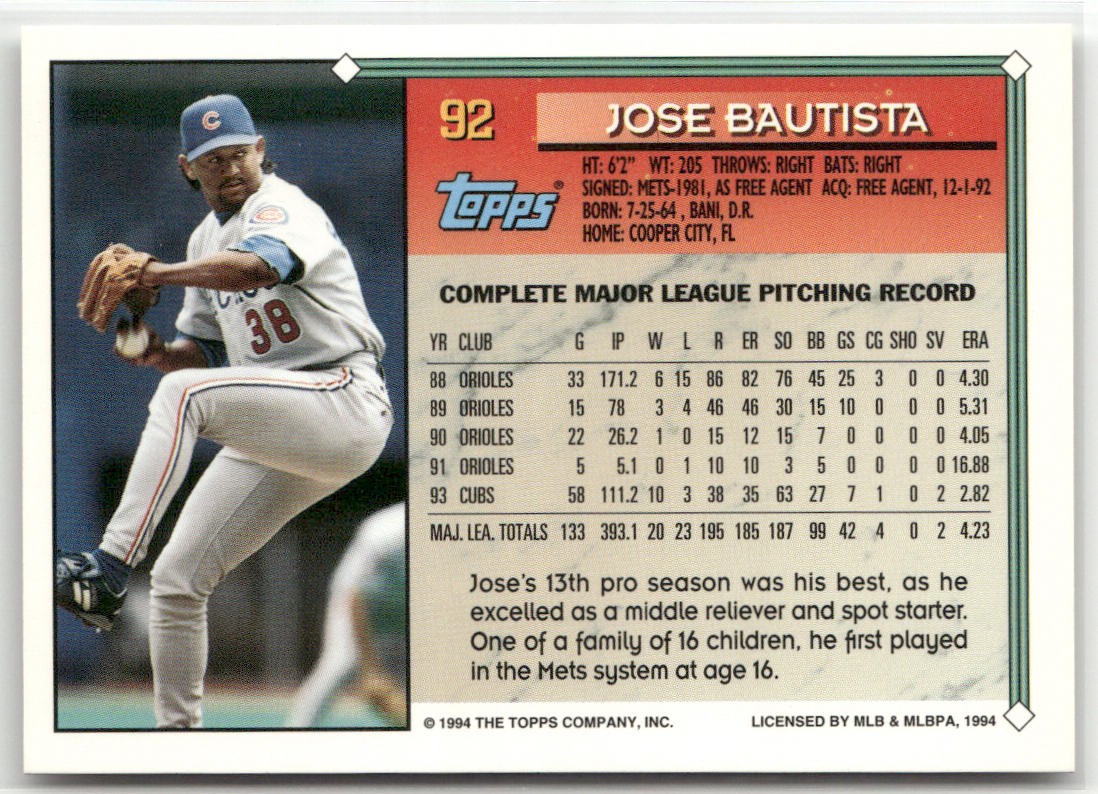 92
JOSE BAUTISTA
TOPPS®
HT: 6'2" WT: 205 THROWS: RIGHT BATS: RIGHT
SIGNED: METS-1981, AS FREE AGENT ACQ: FREE AGENT, 12-1-92
BORN: 7-25-64 , BANI, D.R.
HOME: COOPER CITY, FL
C
38
COMPLETE MAJOR LEAGUE PITCHING RECORD
YR CLUB G IP W L R ER SO BB GS CG SHO SV ERA
88 ORIOLES 33 171.2 6 15 86 82 76 45 25 3 0 0 4.30
89 ORIOLES 15 78 3 4 46 46 30 15 10 0 0 0 5.31
90 ORIOLES 22 26.2 1 0 15 12 15 7 0 0 0 0 4.05
91 ORIOLES 5 5.1 0 1 10 10 3 5 0 0 0 0 16.88
93 CUBS 58 111.2 10 3 38 35 63 27 7 1 0 2 2.82
MAJ. LEA. TOTALS 133 393.1 20 23 195 185 187 99 42 4 0 2 4.23
Jose's 13th pro season was his best, as he
excelled as a middle reliever and spot starter.
One of a family of 16 children, he first played
in the Mets system at age 16.
© 1994 THE TOPPS COMPANY, INC. LICENSED BY MLB & MLBPA, 1994